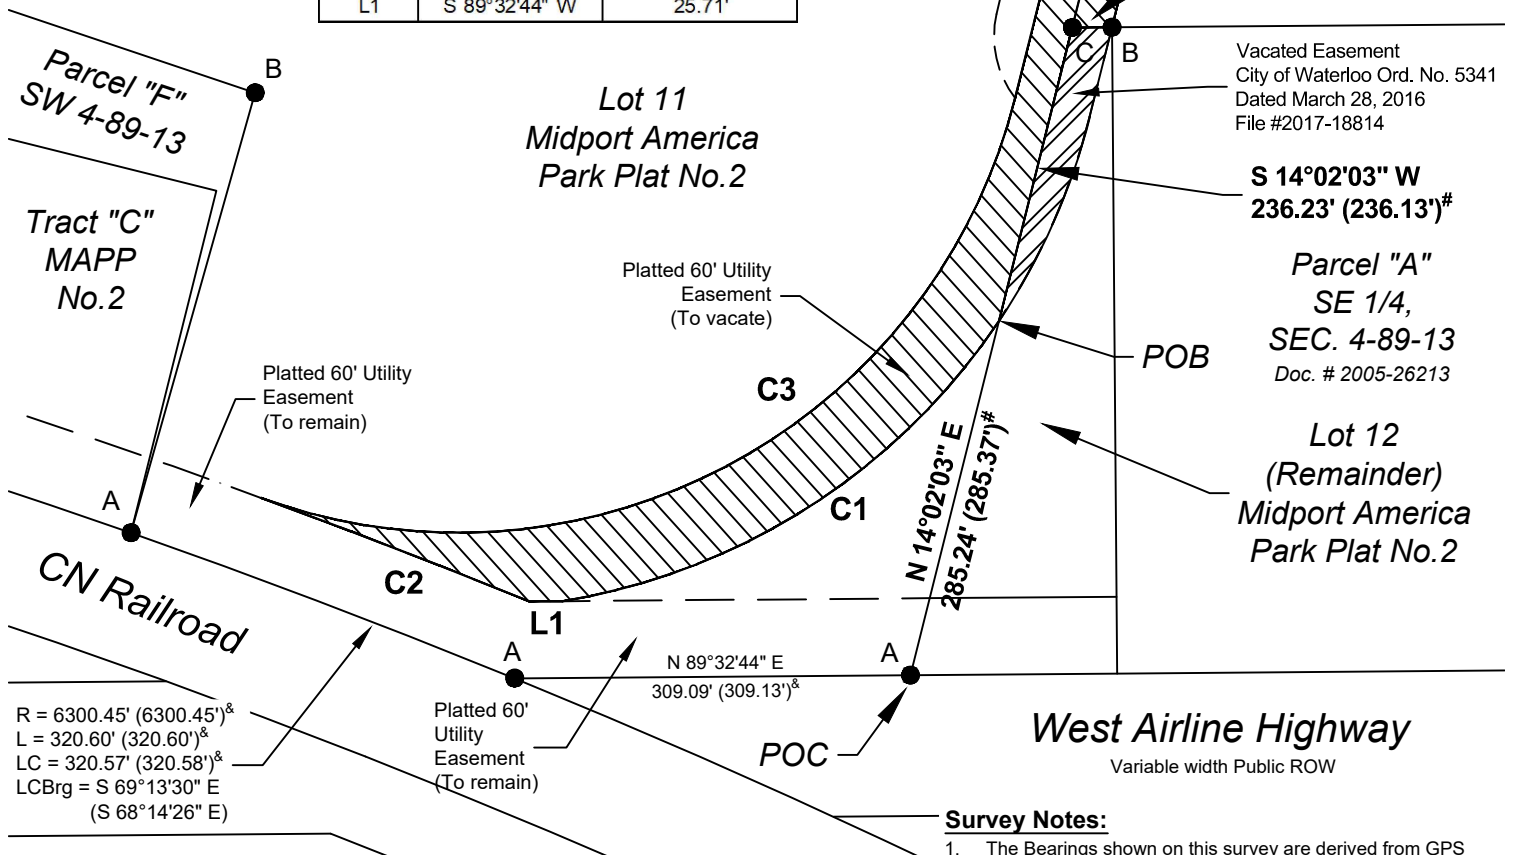 L1 S 89°32'44" W 25.71'
Parcel "F"
SW 4-89-13
B
Lot 11
Midport America
Park Plat No.2
C
B
Vacated Easement
City of Waterloo Ord. No. 5341
Dated March 28, 2016
File #2017-18814
S 14°02'03" W
236.23' (236.13')#
Tract "C"
MAPP
No.2
Platted 60' Utility
Easement
(To vacate)
Parcel "A"
SE 1/4,
SEC. 4-89-13
Doc. # 2005-26213
POB
Platted 60' Utility
Easement
(To remain)
C3
N 14°02'03" E
285.24' (285.37')#
Lot 12
(Remainder)
Midport America
Park Plat No.2
A
C1
CN Railroad
C2
L1
A
N 89°32'44" E
309.09' (309.13')&
A
R = 6300.45' (6300.45')&
L = 320.60' (320.60')&
LC = 320.57' (320.58')&
LCBrg = S 69°13'30" E
(S 68°14'26" E)
Platted 60'
Utility
Easement
(To remain)
POC
West Airline Highway
Variable width Public ROW
Survey Notes:
1. The Bearings shown on this survey are derived from GPS